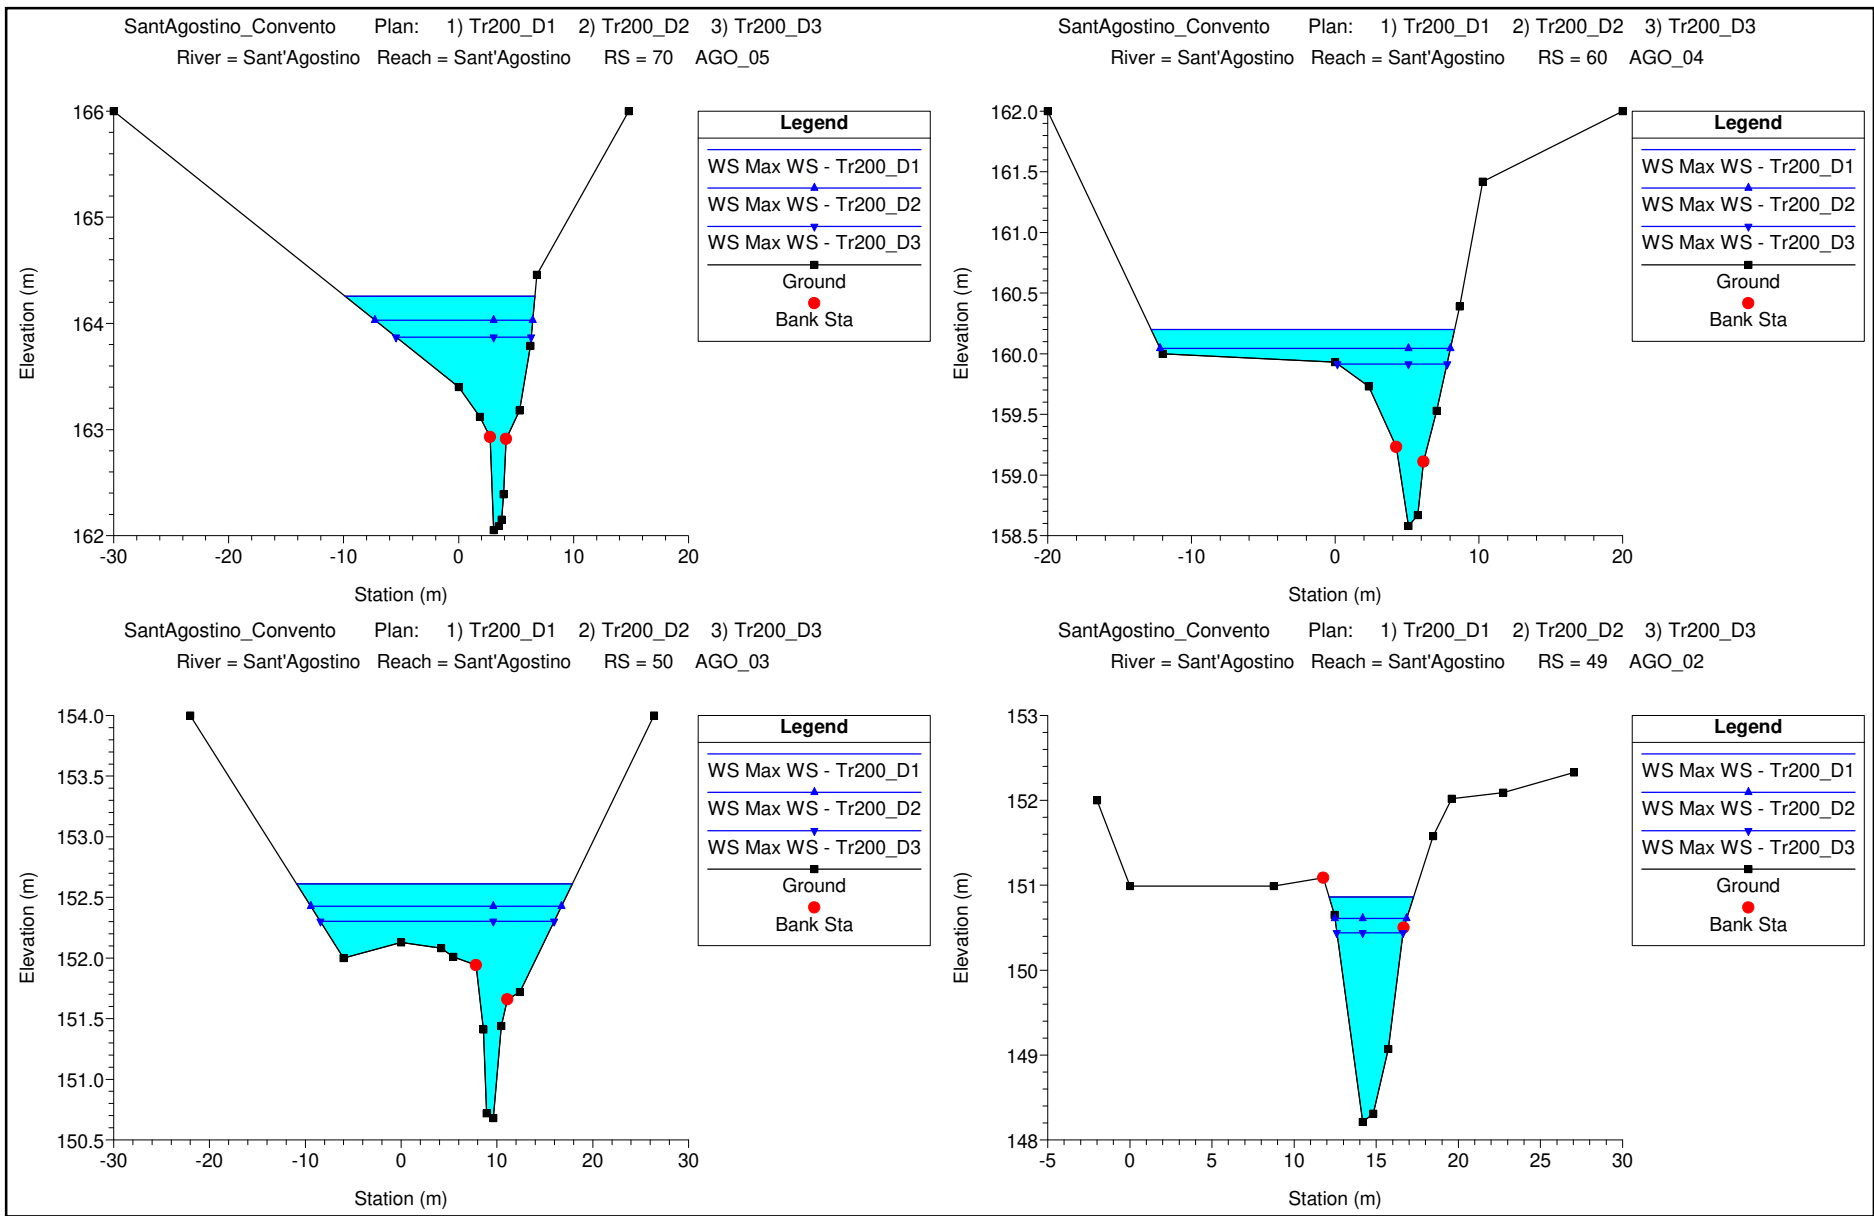 SantAgostino_Convento Plan: 1) Tr200_D1 2) Tr200_D2 3) Tr200_D3
River = Sant'Agostino Reach = Sant'Agostino RS = 70 AGO_05
166
165
164
163
162
-30 -20 -10 0 10 20
Station (m)
Elevation (m)
Legend
WS Max WS - Tr200_D1
WS Max WS - Tr200_D2
WS Max WS - Tr200_D3
Ground
Bank Sta
SantAgostino_Convento Plan: 1) Tr200_D1 2) Tr200_D2 3) Tr200_D3
River = Sant'Agostino Reach = Sant'Agostino RS = 60 AGO_04
162.0
161.5
161.0
160.5
160.0
159.5
159.0
158.5
-20 -10 0 10 20
Station (m)
Elevation (m)
Legend
WS Max WS - Tr200_D1
WS Max WS - Tr200_D2
WS Max WS - Tr200_D3
Ground
Bank Sta
SantAgostino_Convento Plan: 1) Tr200_D1 2) Tr200_D2 3) Tr200_D3
River = Sant'Agostino Reach = Sant'Agostino RS = 50 AGO_03
154.0
153.5
153.0
152.5
152.0
151.5
151.0
150.5
-30 -20 -10 0 10 20 30
Station (m)
Elevation (m)
Legend
WS Max WS - Tr200_D1
WS Max WS - Tr200_D2
WS Max WS - Tr200_D3
Ground
Bank Sta
SantAgostino_Convento Plan: 1) Tr200_D1 2) Tr200_D2 3) Tr200_D3
River = Sant'Agostino Reach = Sant'Agostino RS = 49 AGO_02
153
152
151
150
149
148
-5 0 5 10 15 20 25 30
Station (m)
Elevation (m)
Legend
WS Max WS - Tr200_D1
WS Max WS - Tr200_D2
WS Max WS - Tr200_D3
Ground
Bank Sta